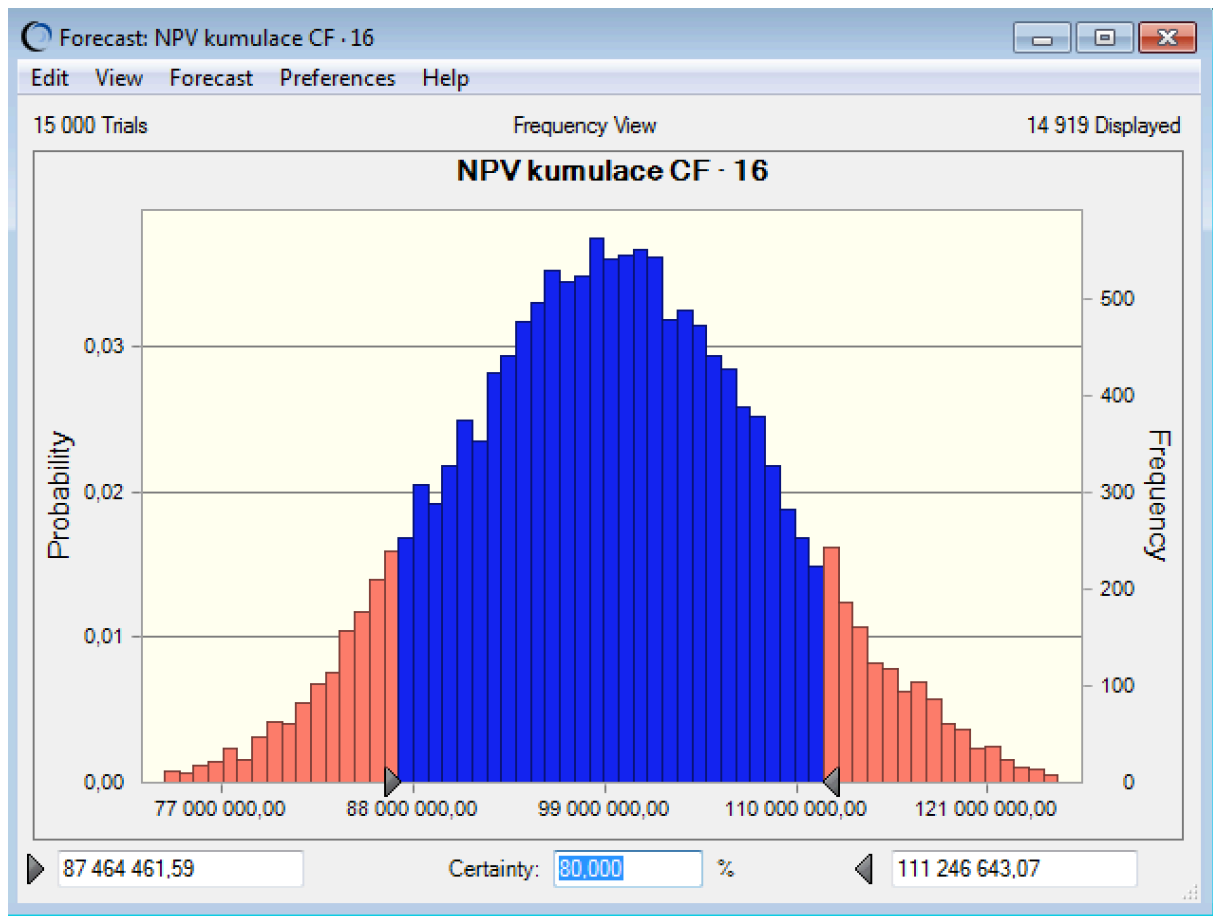 Forecast: NPV kumulace CF - 16
Edit View Forecast Preferences Help
15 000 Trials Frequency View 14 919 Displayed
NPV kumulace CF - 16
Probability
0,03
0,02
0,01
0,00
500
400
300
200
100
0
Frequency
77 000 000,00 88 000 000,00 99 000 000,00 110 000 000,00 121 000 000,00
87 464 461,59 Certainty: 80,000 % 111 246 643,07